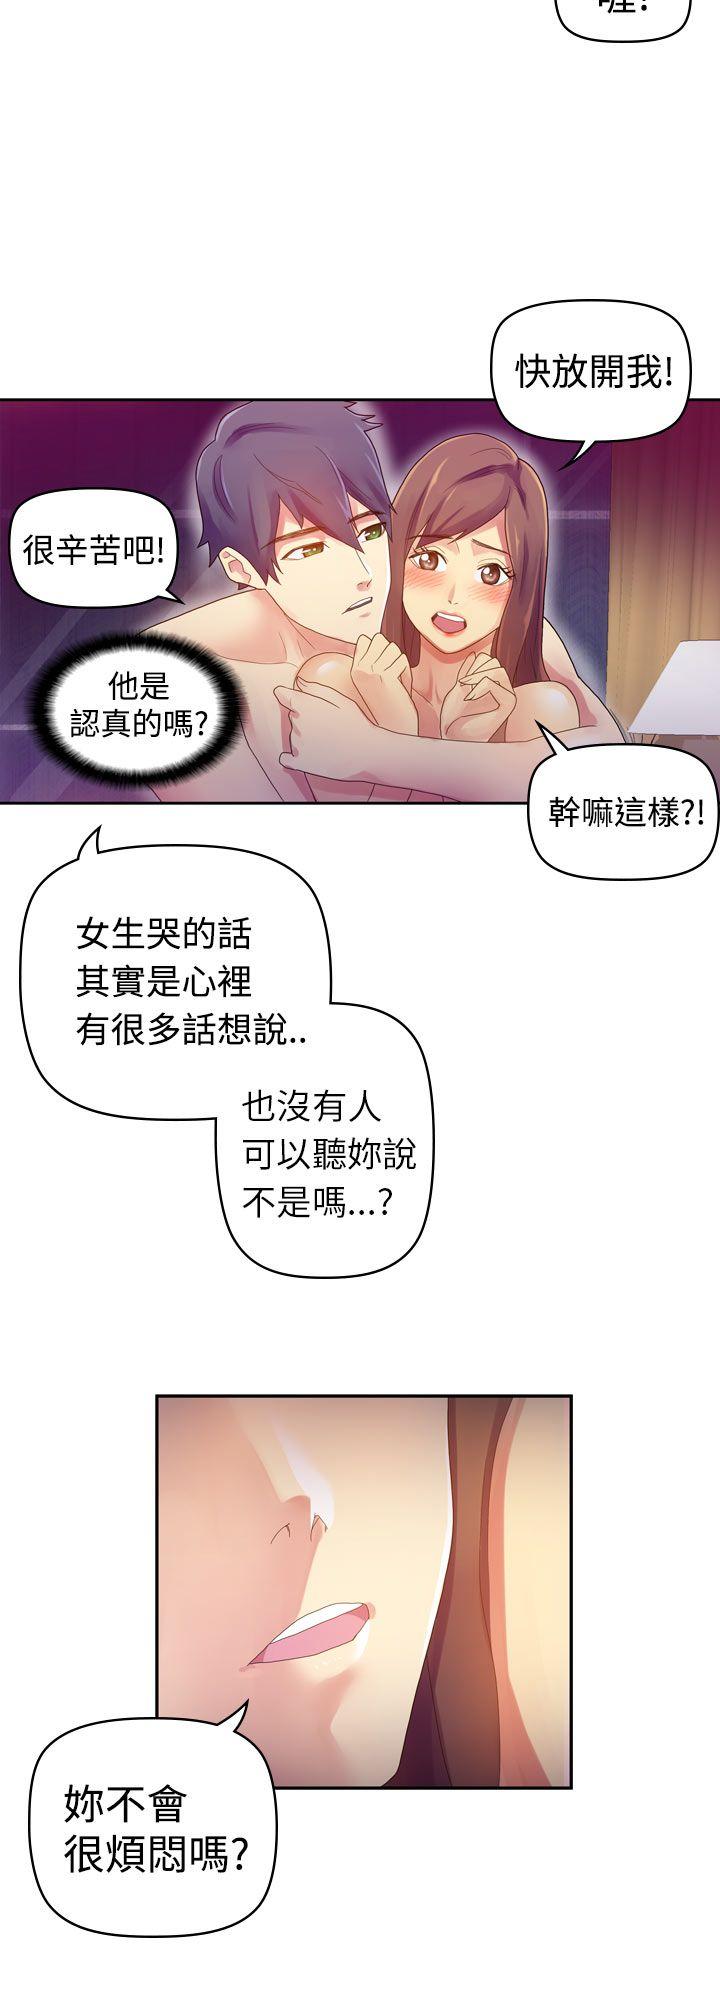 喔!
快放開我!
很辛苦吧!
他是
認真的嗎?
幹嘛這樣?!
女生哭的話
其實是心裡
有很多話想說..
也沒有人
可以聽妳說
不是嗎...?
妳不會
很煩悶嗎?